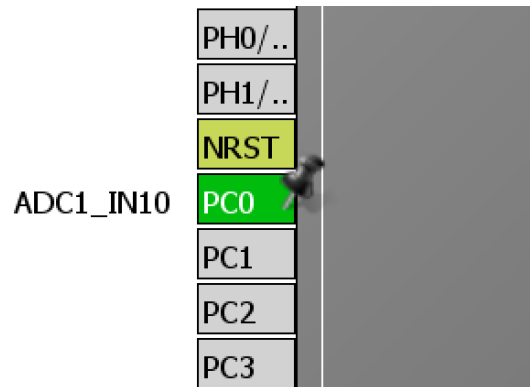 PH0/..
PH1/..
NRST
ADC1_IN10 PC0
PC1
PC2
PC3